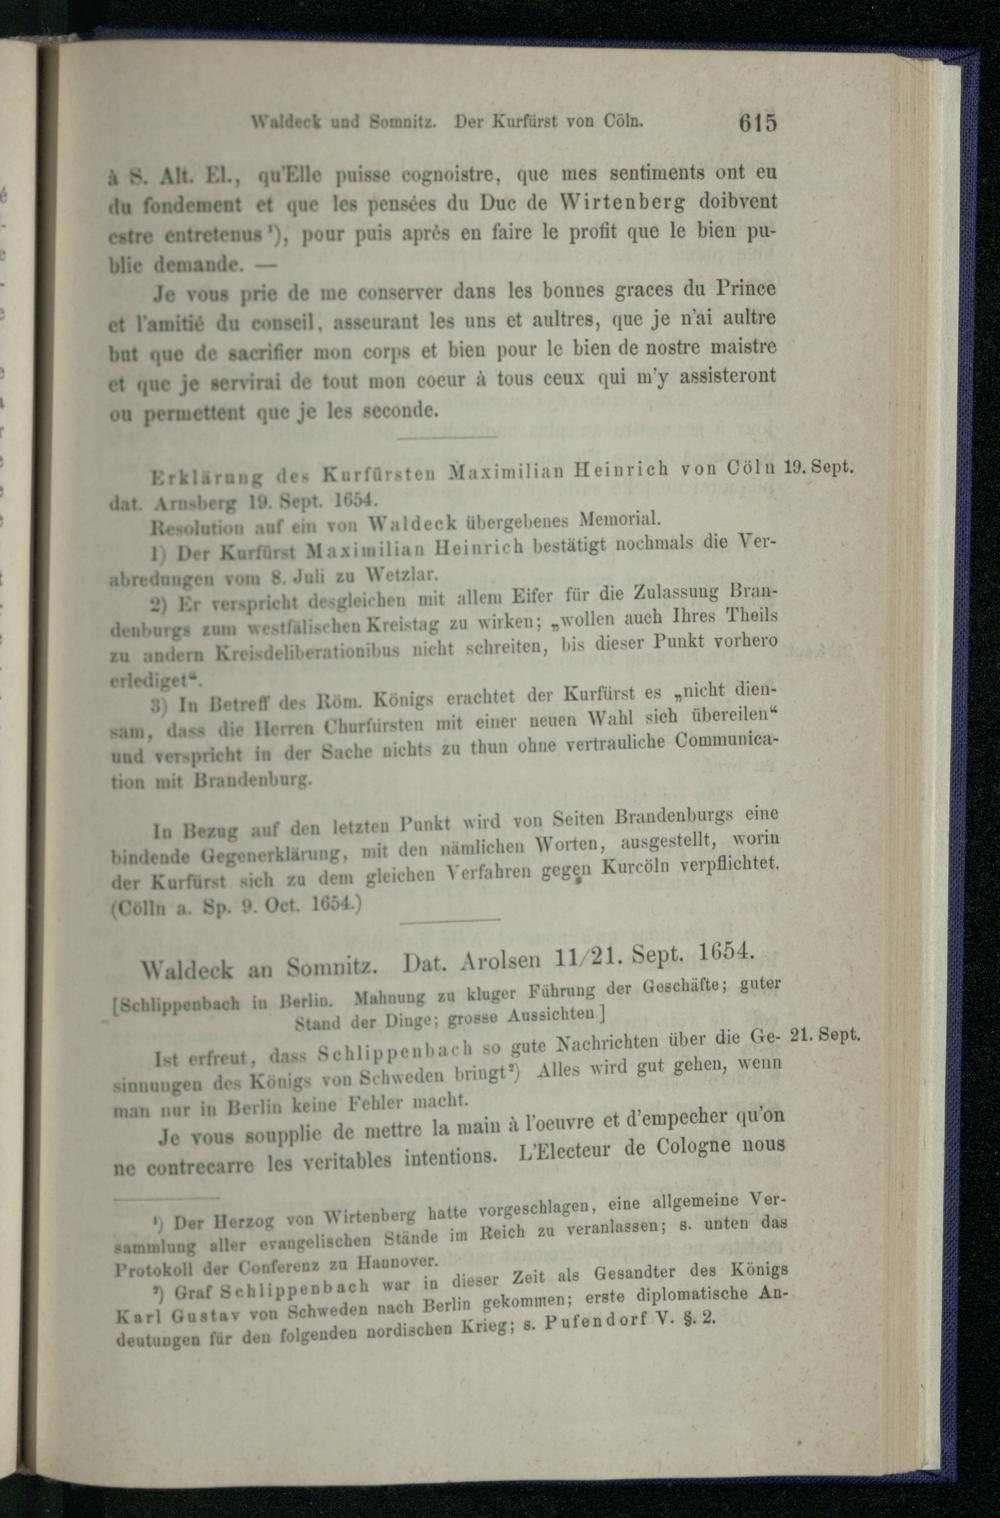 Waldeck und Somnitz. Der Kurfürst von Cöln. 615
à S. Alt. El., qu'Elle puisse cognoistre, que mes sentiments ont eu
du fondement et que les pensées du Duc de Wirtenberg doibvent
estre entretenus ¹), pour puis après en faire le profit que le bien pu-
blic demande. —
Je vous prie de me conserver dans les bonnes graces du Prince
et l'amitié du conseil, asseurant les uns et aultres, que je n'ai aultre
but que de sacrifier mon corps et bien pour le bien de nostre maistre
et que je servirai de tout mon coeur à tous ceux qui m'y assisteront
ou permettent que je les seconde.
Erklärung des Kurfürsten Maximilian Heinrich von Cöln 19. Sept.
dat. Arnsberg 19. Sept. 1654.
Resolution auf ein von Waldeck übergebenes Memorial.
1) Der Kurfürst Maximilian Heinrich bestätigt nochmals die Ver-
abredungen vom 8. Juli zu Wetzlar.
2) Er verspricht desgleichen mit allem Eifer für die Zulassung Bran-
denburgs zum westfälischen Kreistag zu wirken; „wollen auch Ihres Theils
zu andern Kreisdeliberationibus nicht schreiten, bis dieser Punkt vorhero
erlediget“.
3) In Betreff des Röm. Königs erachtet der Kurfürst es „nicht dien-
sam, dass die Herren Churfürsten mit einer neuen Wahl sich übereilen“
und verspricht in der Sache nichts zu thun ohne vertrauliche Communica-
tion mit Brandenburg.
In Bezug auf den letzten Punkt wird von Seiten Brandenburgs eine
bindende Gegenerklärung, mit den nämlichen Worten, ausgestellt, worin
der Kurfürst sich zu dem gleichen Verfahren gegen Kurcöln verpflichtet.
(Cölln a. Sp. 9. Oct. 1654.)
Waldeck an Somnitz. Dat. Arolsen 11/21. Sept. 1654.
[Schlippenbach in Berlin. Mahnung zu kluger Führung der Geschäfte; guter
Stand der Dinge; grosse Aussichten.]
Ist erfreut, dass Schlippenbach so gute Nachrichten über die Ge- 21. Sept.
sinnungen des Königs von Schweden bringt²) Alles wird gut gehen, wenn
man nur in Berlin keine Fehler macht.
Je vous soupplie de mettre la main à l'oeuvre et d'empecher qu'on
ne contrecarre les veritables intentions. L'Electeur de Cologne nous
¹) Der Herzog von Wirtenberg hatte vorgeschlagen, eine allgemeine Ver-
sammlung aller evangelischen Stände im Reich zu veranlassen; s. unten das
Protokoll der Conferenz zu Hannover.
²) Graf Schlippenbach war in dieser Zeit als Gesandter des Königs
Karl Gustav von Schweden nach Berlin gekommen; erste diplomatische An-
deutungen für den folgenden nordischen Krieg; s. Pufendorf V. §. 2.